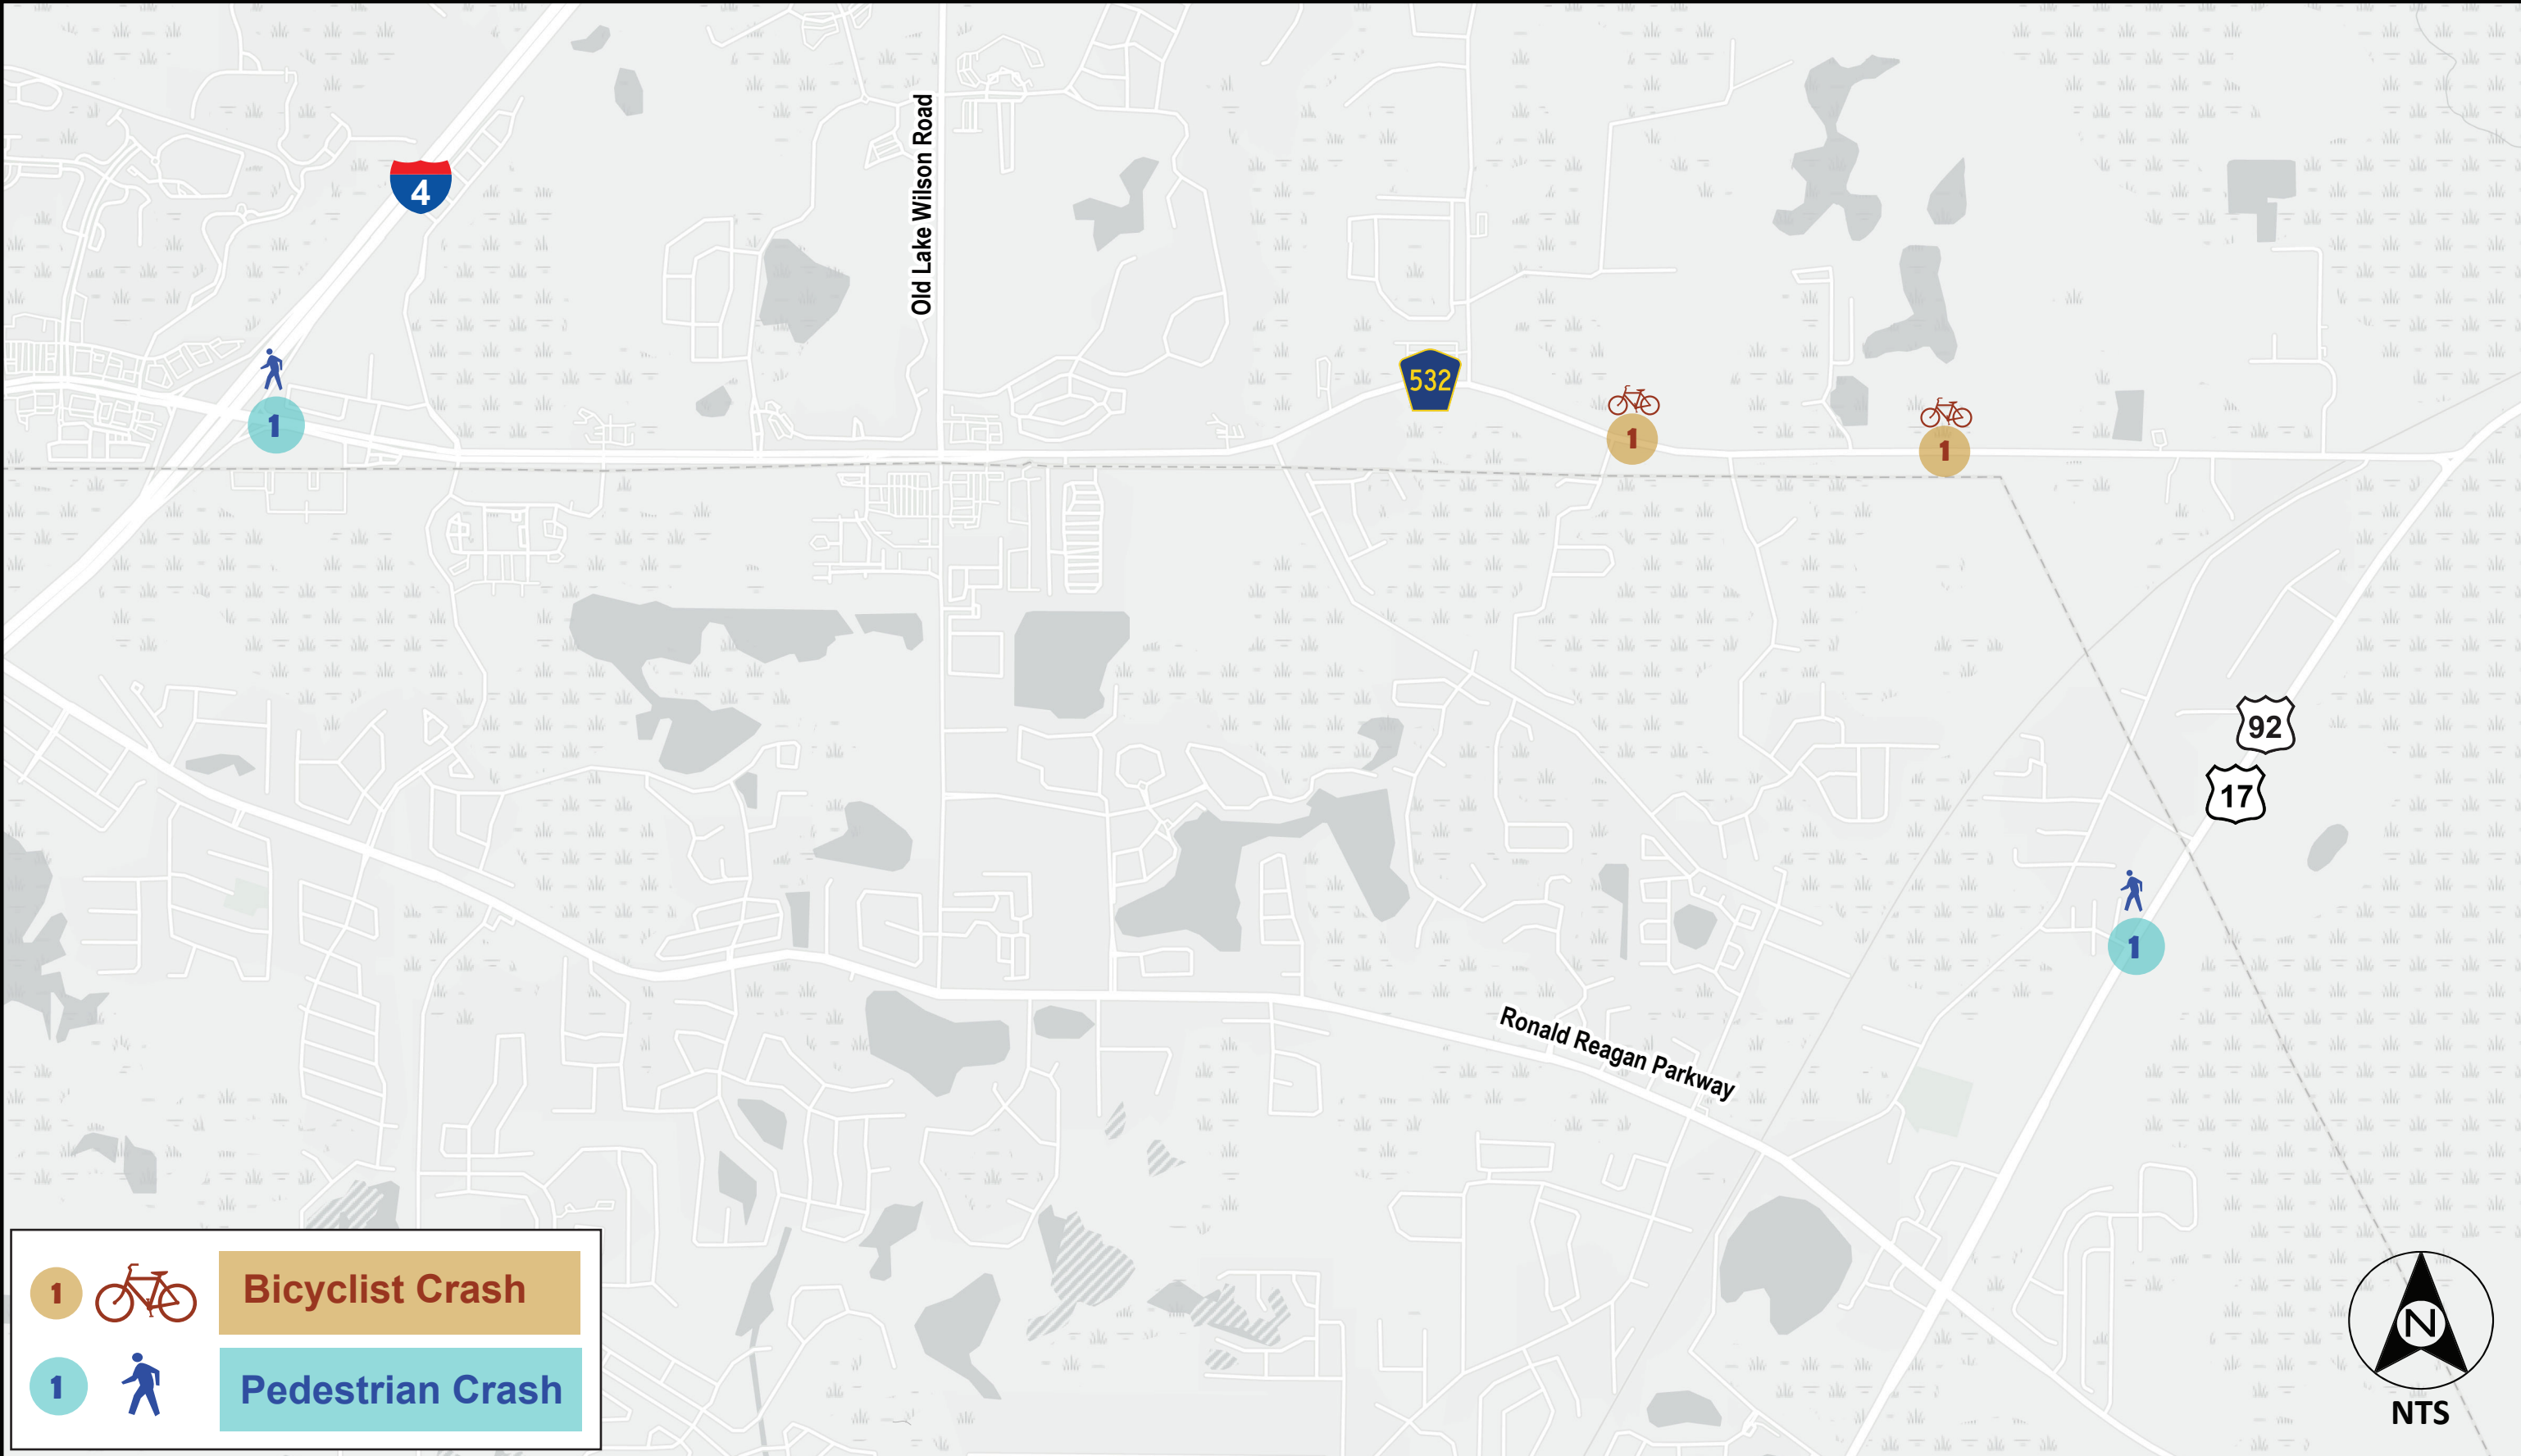 Old Lake Wilson Road
4
1
532
1
1
92
17
1
Ronald Reagan Parkway
1 Bicyclist Crash
1 Pedestrian Crash
N
NTS